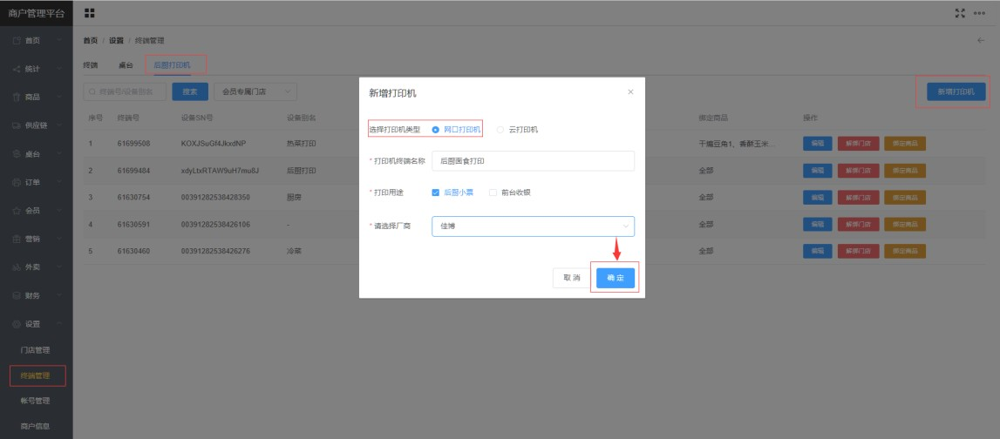 商户管理平台
首页
统计
商品
供应链
桌台
订单
会员
营销
外卖
财务
设置
门店管理
终端管理
帐号管理
商户信息
首页 / 设置 / 终端管理
终端 桌台 后厨打印机
终端号/设备别名 搜索 会员专属门店 新增打印机
序号 终端号 设备SN号 设备别名 绑定商品 操作
1 61699508 KOXJSuGf4JkxdNP 热菜打印 干煸豆角1、香酥玉米... 编辑 解绑门店 绑定商品
2 61699484 xdyLtxRTAW9uH7mu8J 后厨打印 全部 编辑 解绑门店 绑定商品
3 61630754 00391282538428350 厨房 全部 编辑 解绑门店 绑定商品
4 61630591 00391282538426106 - 全部 编辑 解绑门店 绑定商品
5 61630460 00391282538426276 冷菜 全部 编辑 解绑门店 绑定商品
新增打印机
选择打印机类型 网口打印机 云打印机
* 打印机终端名称 后厨面食打印
* 打印用途 后厨小票 前台收银
* 请选择厂商 佳博
取消 确定